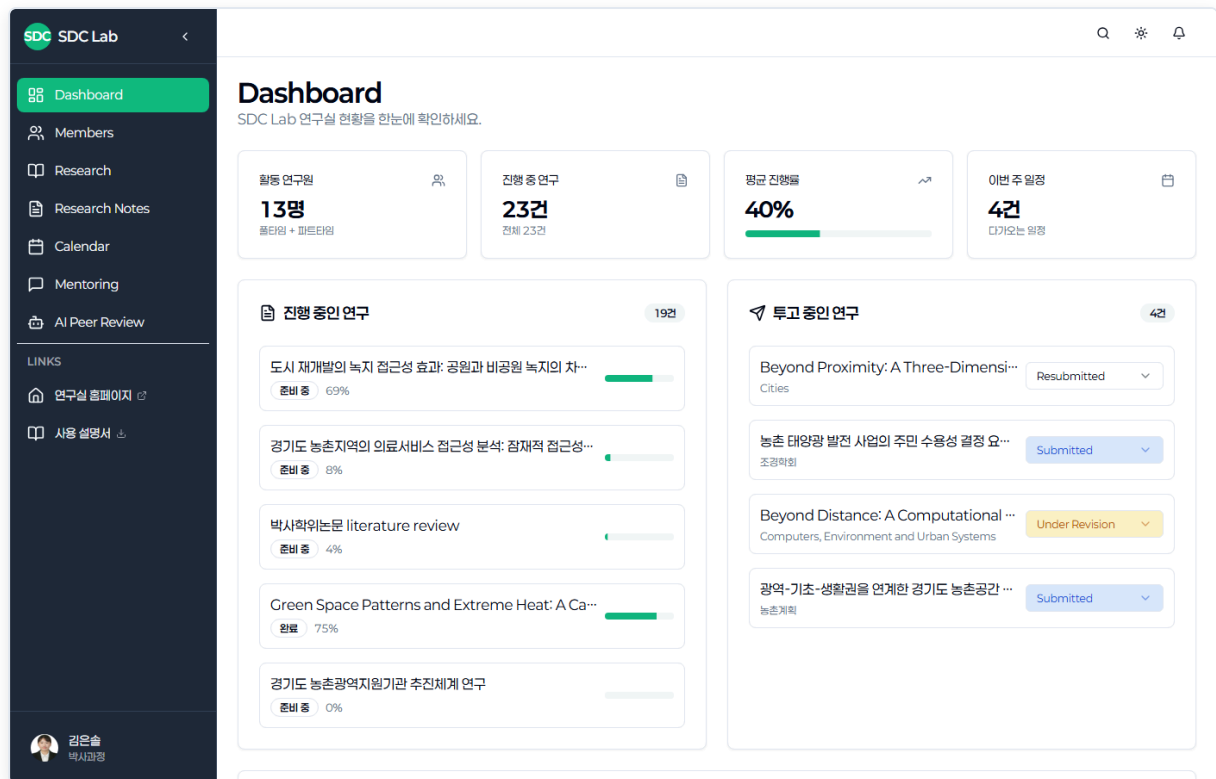 SDC SDC Lab
Dashboard
Members
Research
Research Notes
Calendar
Mentoring
AI Peer Review
LINKS
연구실 홈페이지
사용 설명서
김은솔
박사과정
Dashboard
SDC Lab 연구실 현황을 한눈에 확인하세요.
활동 연구원
13명
풀타임 + 파트타임
진행 중 연구
23건
전체 23건
평균 진행률
40%
이번 주 일정
4건
다가오는 일정
진행 중인 연구 19건
도시 재개발의 녹지 접근성 효과: 공원과 비공원 녹지의 차…
준비 중 69%
경기도 농촌지역의 의료서비스 접근성 분석: 잠재적 접근성…
준비 중 8%
박사학위논문 literature review
준비 중 4%
Green Space Patterns and Extreme Heat: A Ca…
완료 75%
경기도 농촌광역지원기관 추진체계 연구
준비 중 0%
투고 중인 연구 4건
Beyond Proximity: A Three-Dimensi… Resubmitted
Cities
농촌 태양광 발전 사업의 주민 수용성 결정 요… Submitted
조경학회
Beyond Distance: A Computational … Under Revision
Computers, Environment and Urban Systems
광역-기초-생활권을 연계한 경기도 농촌공간 … Submitted
농촌계획